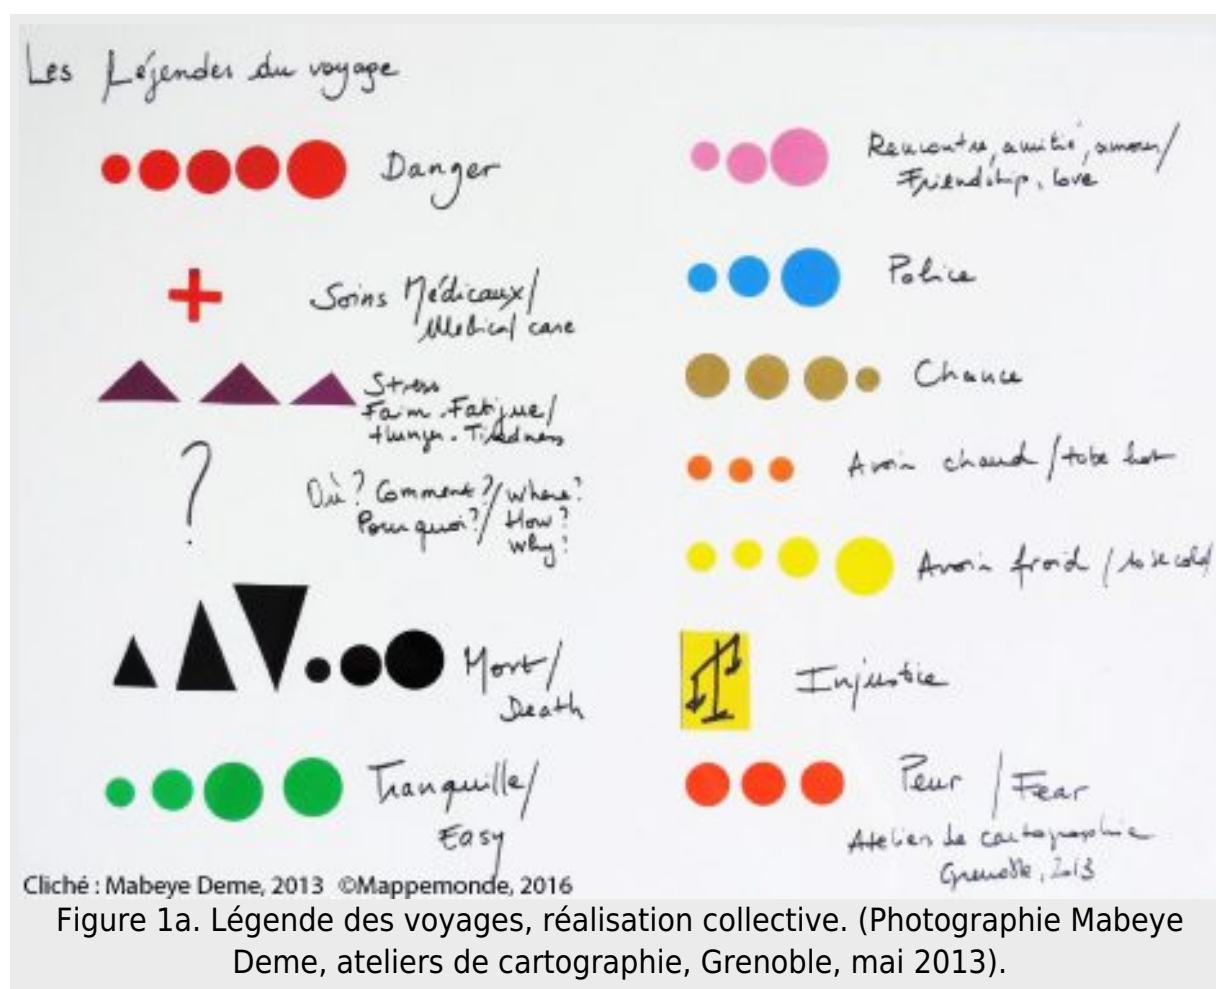 Les Légendes du voyage
Danger
Soins Médicaux/
Medical care
Stress
Faim. Fatigue/
Hunger. Tiredness
?
Où? Comment?/Where?
Pourquoi?/How?
Why?
Mort/
Death
Tranquille/
Easy
Rencontre, amitié, amour/
Friendship, love
Police
Chance
Avoir chaud/to be hot
Avoir froid/to be cold
Injustice
Peur/Fear
Atelier de cartographie
Grenoble, 2013
Cliché : Mabeye Deme, 2013 ©Mappemonde, 2016
Figure 1a. Légende des voyages, réalisation collective. (Photographie Mabeye
Deme, ateliers de cartographie, Grenoble, mai 2013).